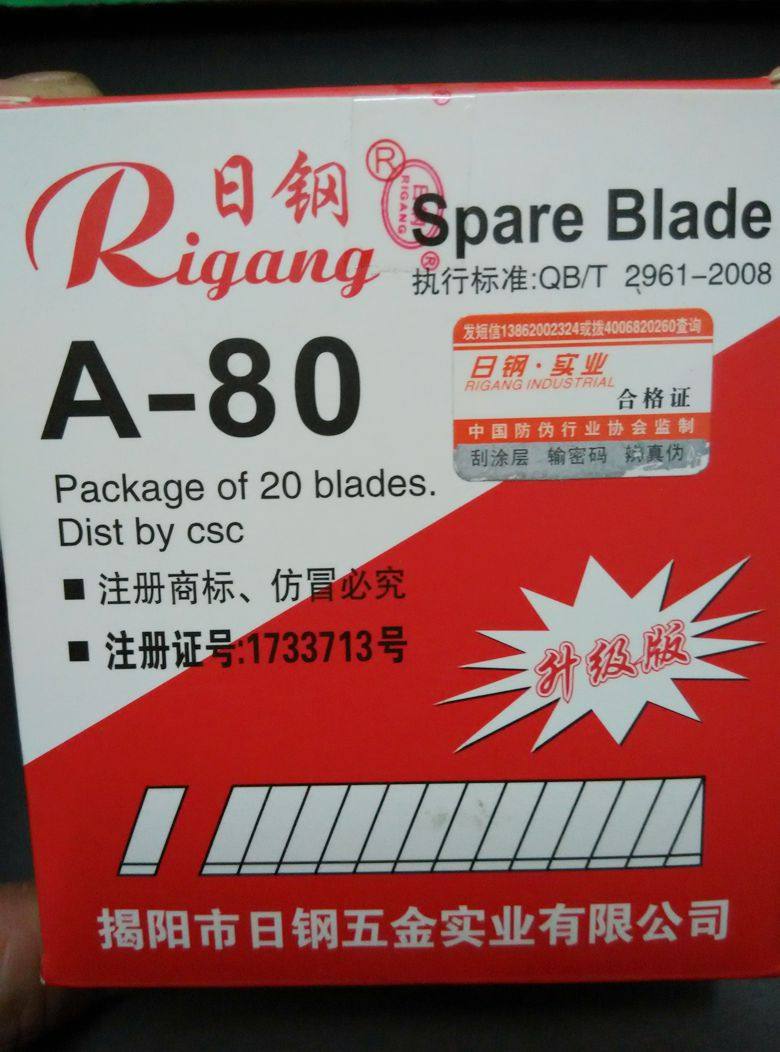 日钢®
Rigang
RIGANG
®
Spare Blade
执行标准:QB/T 2961-2008
A-80
发短信13862002324或拨4006820260查询
日钢·实业
RIGANG INDUSTRIAL
合格证
中国防伪行业协会监制
刮涂层 输密码 辨真伪
Package of 20 blades.
Dist by csc
■ 注册商标、仿冒必究
■ 注册证号:1733713号
升级版
揭阳市日钢五金实业有限公司